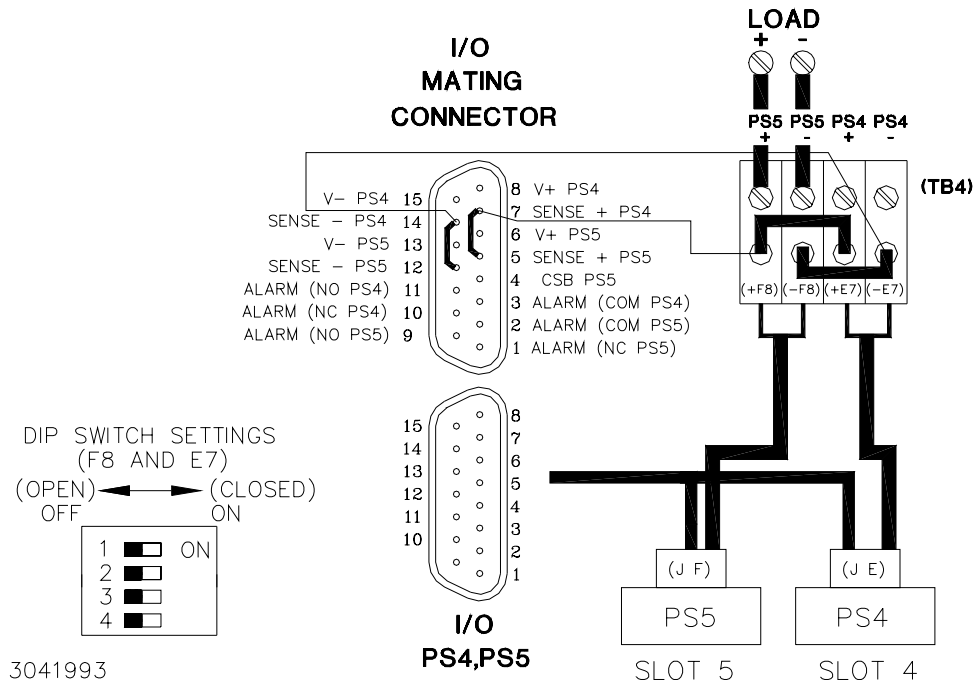 LOAD
+ -
I/O
MATING
CONNECTOR
PS5 PS5 PS4 PS4
+ - + -
(TB4)
V- PS4 15
SENSE - PS4 14
V- PS5 13
SENSE - PS5 12
ALARM (NO PS4) 11
ALARM (NC PS4) 10
ALARM (NO PS5) 9
8 V+ PS4
7 SENSE + PS4
6 V+ PS5
5 SENSE + PS5
4 CSB PS5
3 ALARM (COM PS4)
2 ALARM (COM PS5)
1 ALARM (NC PS5)
(+F8) (-F8) (+E7) (-E7)
15
14
13
12
11
10
8
7
6
5
4
3
2
1
I/O
PS4,PS5
DIP SWITCH SETTINGS
(F8 AND E7)
(OPEN) (CLOSED)
OFF ON
1 ON
2
3
4
(J F) (J E)
PS5 PS4
SLOT 5 SLOT 4
3041993